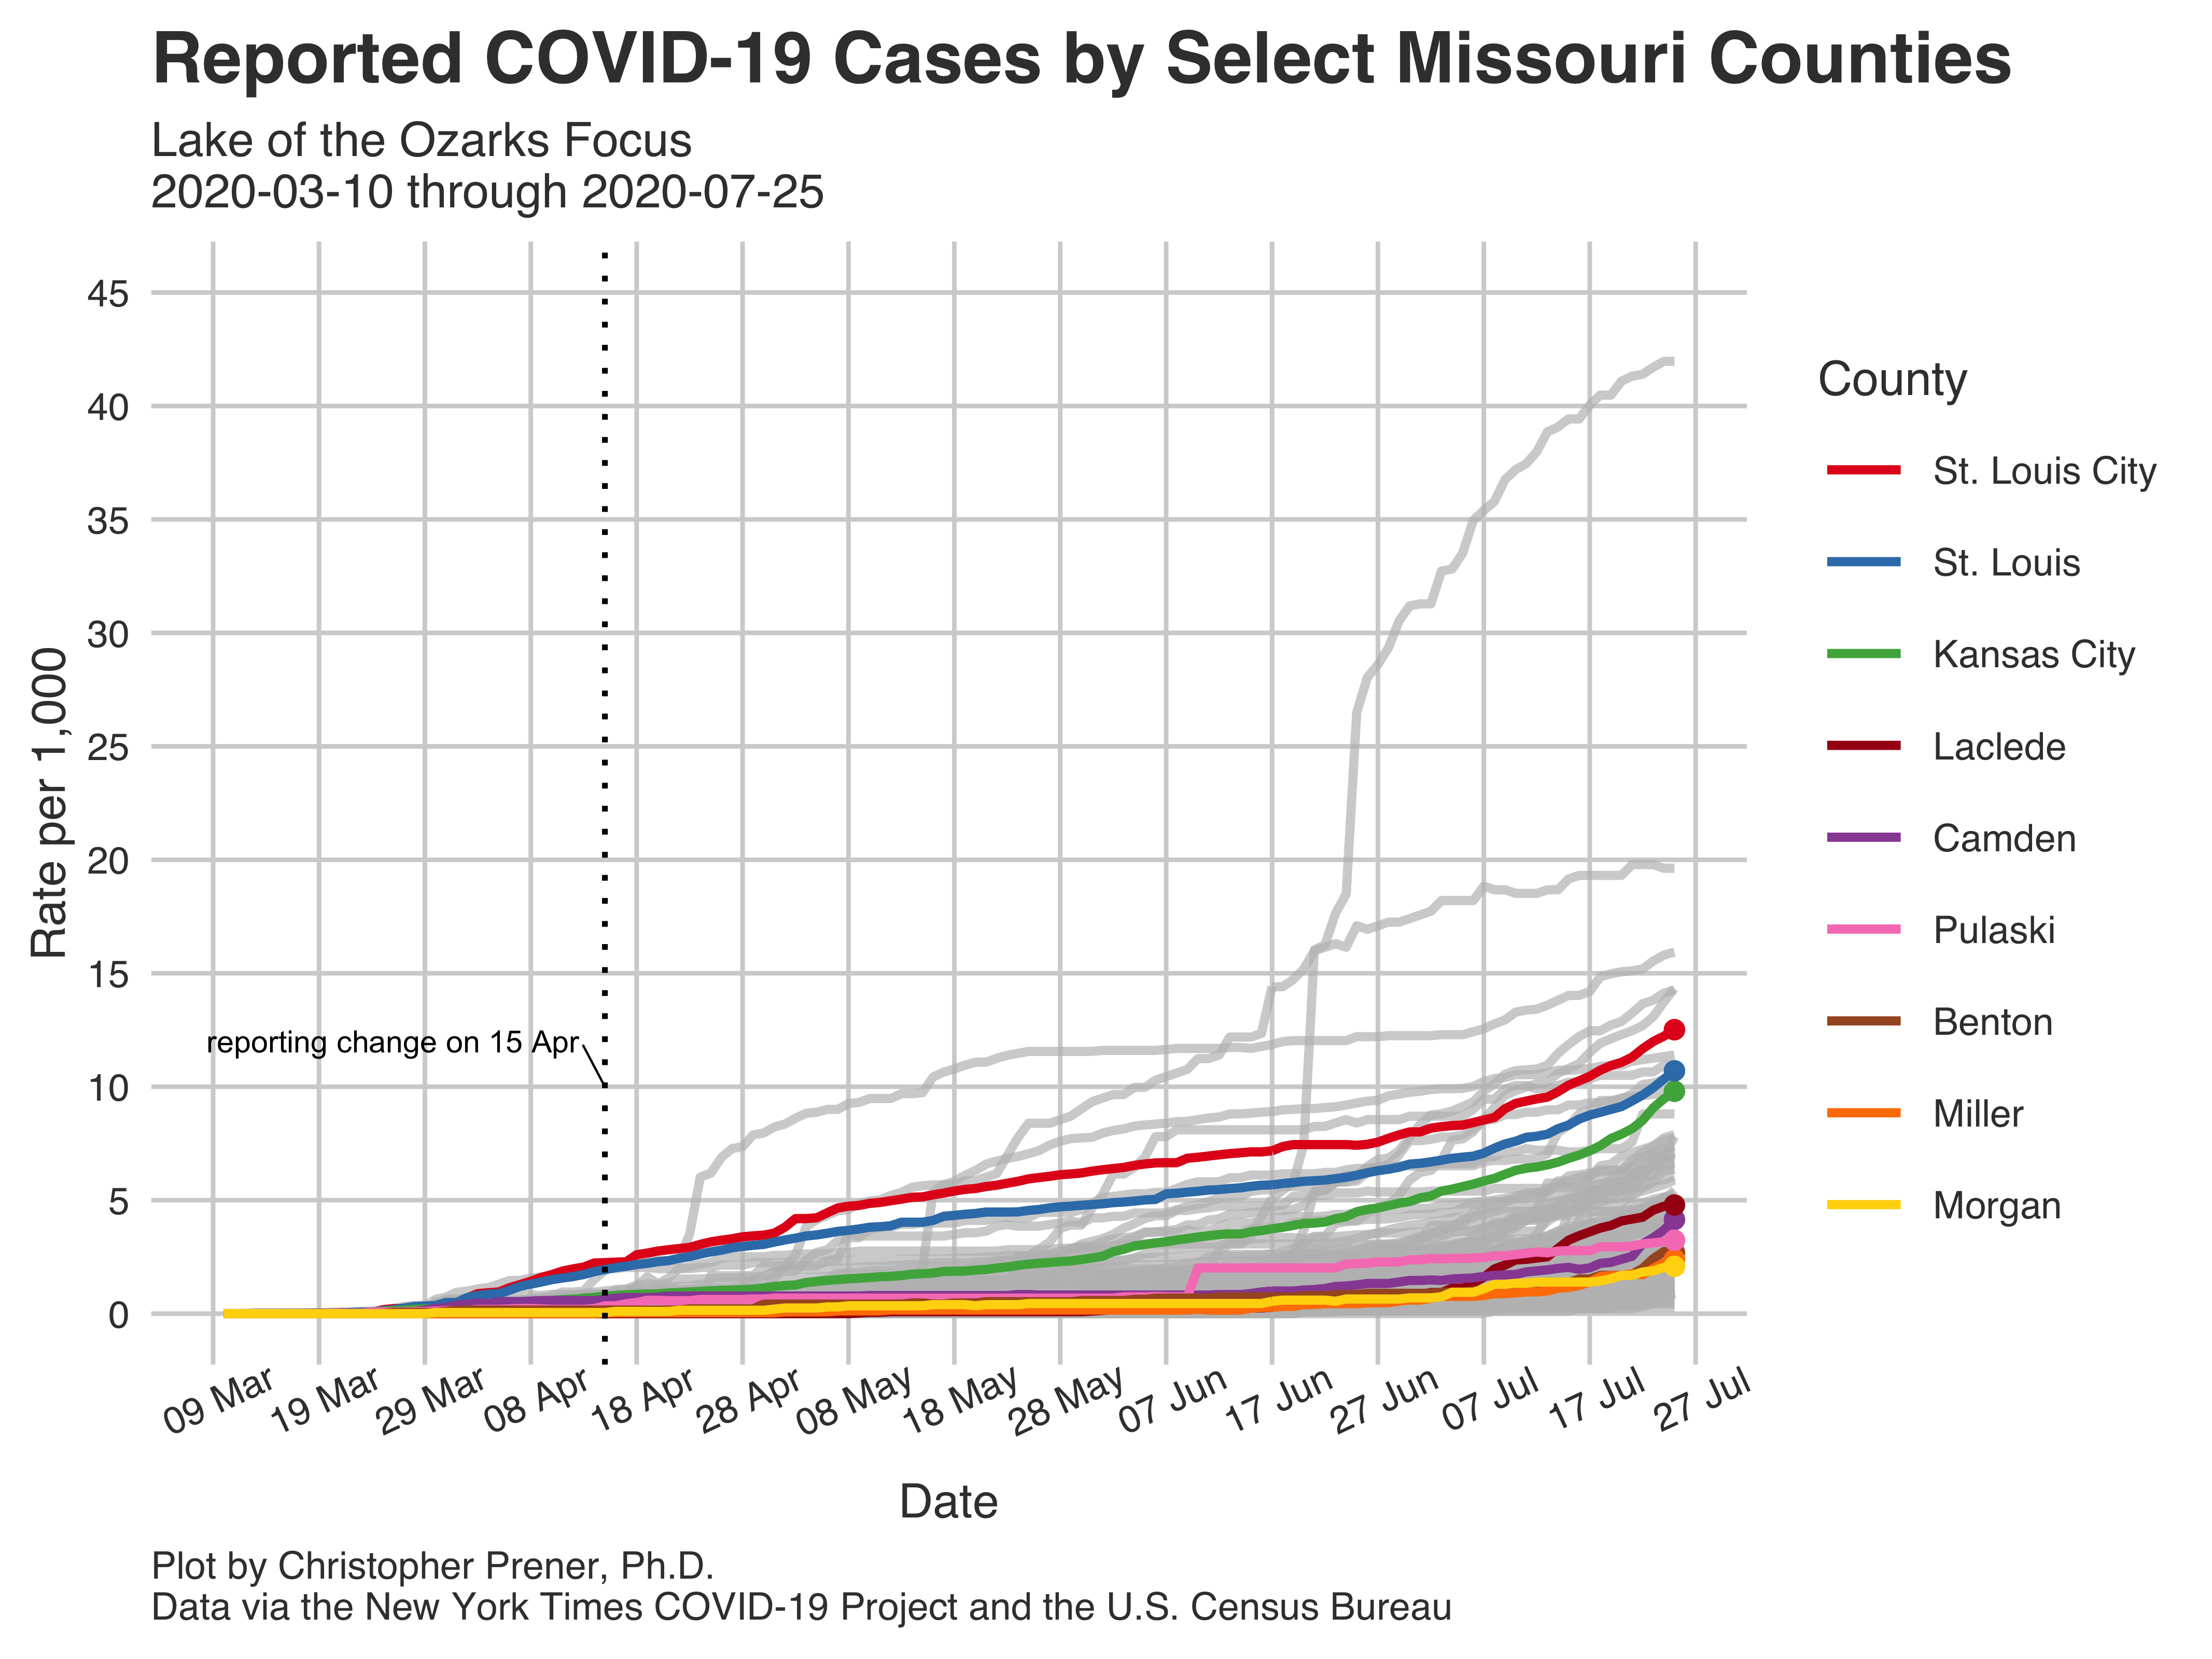 Reported COVID-19 Cases by Select Missouri Counties
Lake of the Ozarks Focus
2020-03-10 through 2020-07-25
Rate per 1,000
45
40
35
30
25
20
15
10
5
0
reporting change on 15 Apr
09 Mar
19 Mar
29 Mar
08 Apr
18 Apr
28 Apr
08 May
18 May
28 May
07 Jun
17 Jun
27 Jun
07 Jul
17 Jul
27 Jul
Date
County
St. Louis City
St. Louis
Kansas City
Laclede
Camden
Pulaski
Benton
Miller
Morgan
Plot by Christopher Prener, Ph.D.
Data via the New York Times COVID-19 Project and the U.S. Census Bureau